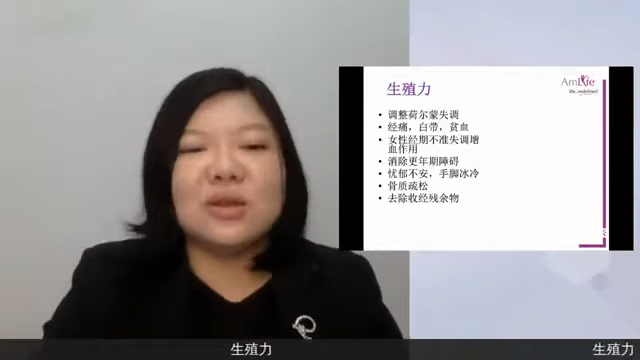 生殖力
AmLife
• 调整荷尔蒙失调
• 经痛，白带，贫血
• 女性经期不准失调增
血作用
• 消除更年期障碍
• 忧郁不安，手脚冰冷
• 骨质疏松
• 去除收经残余物
生殖力
生殖力